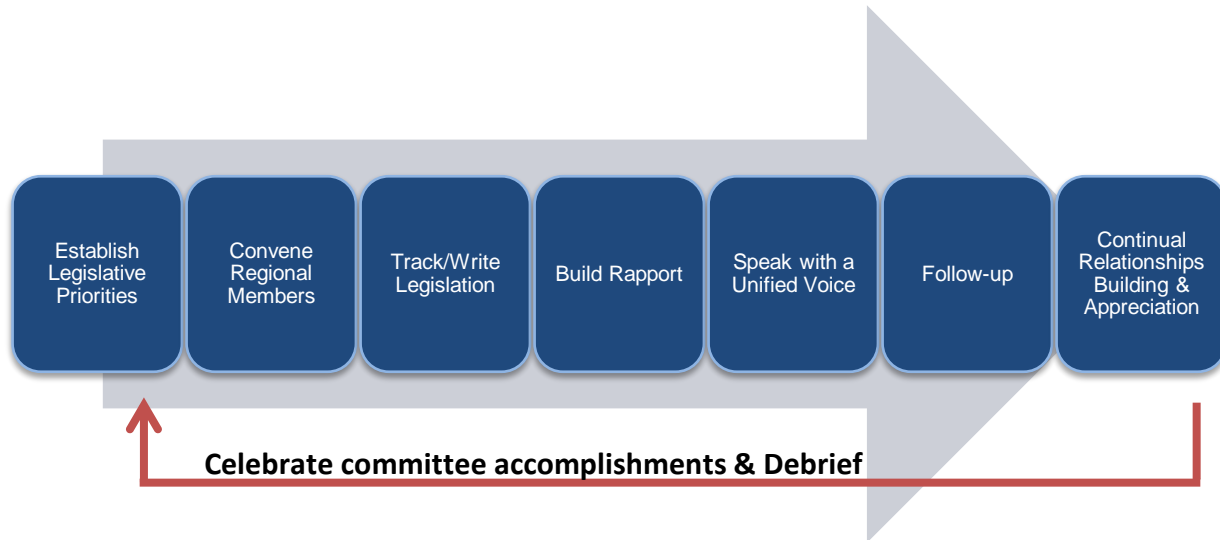 Establish
Legislative
Priorities
Convene
Regional
Members
Track/Write
Legislation
Build Rapport
Speak with a
Unified Voice
Follow-up
Continual
Relationships
Building &
Appreciation
Celebrate committee accomplishments & Debrief